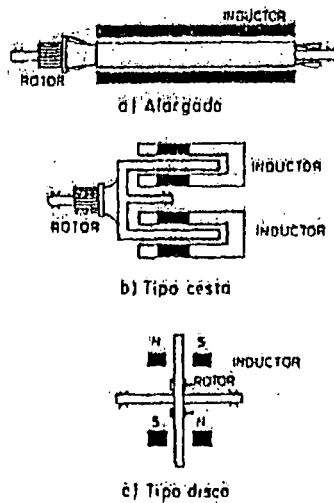 INDUCTOR
ROTOR
a) Alargado
INDUCTOR
ROTOR
INDUCTOR
b) Tipo cesta
N S
INDUCTOR
ROTOR
S N
c) Tipo disco